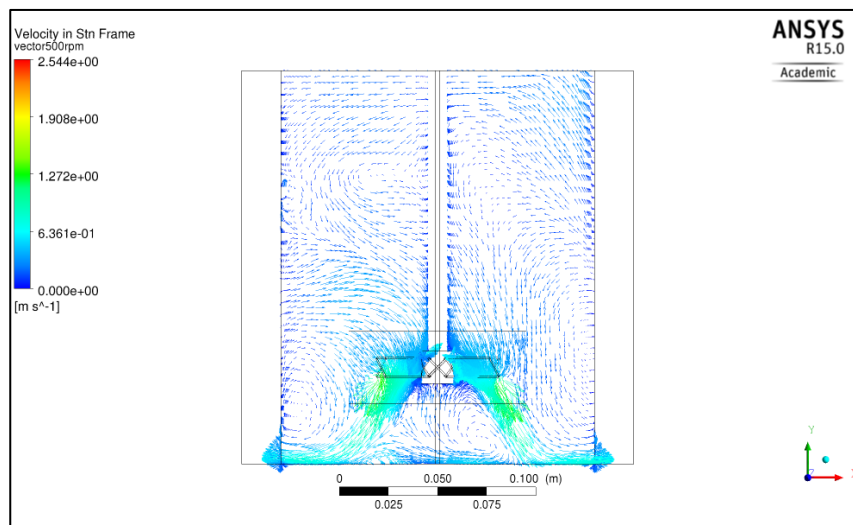 Velocity in Stn Frame
vector500rpm
2.544e+00
1.908e+00
1.272e+00
6.361e-01
0.000e+00
[m s^-1]
ANSYS
R15.0
Academic
0 0.050 0.100 (m)
0.025 0.075
Y
X